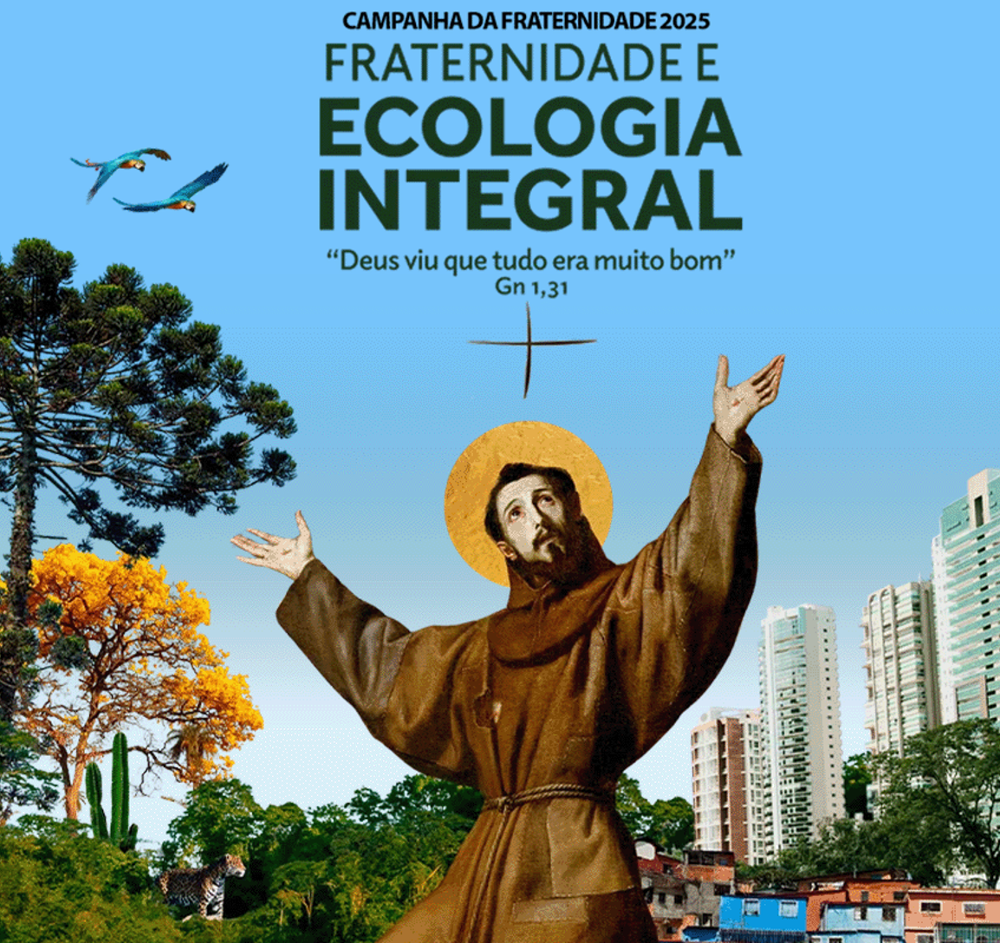 CAMPANHA DA FRATERNIDADE 2025
FRATERNIDADE E
ECOLOGIA
INTEGRAL
“Deus viu que tudo era muito bom”
Gn 1,31